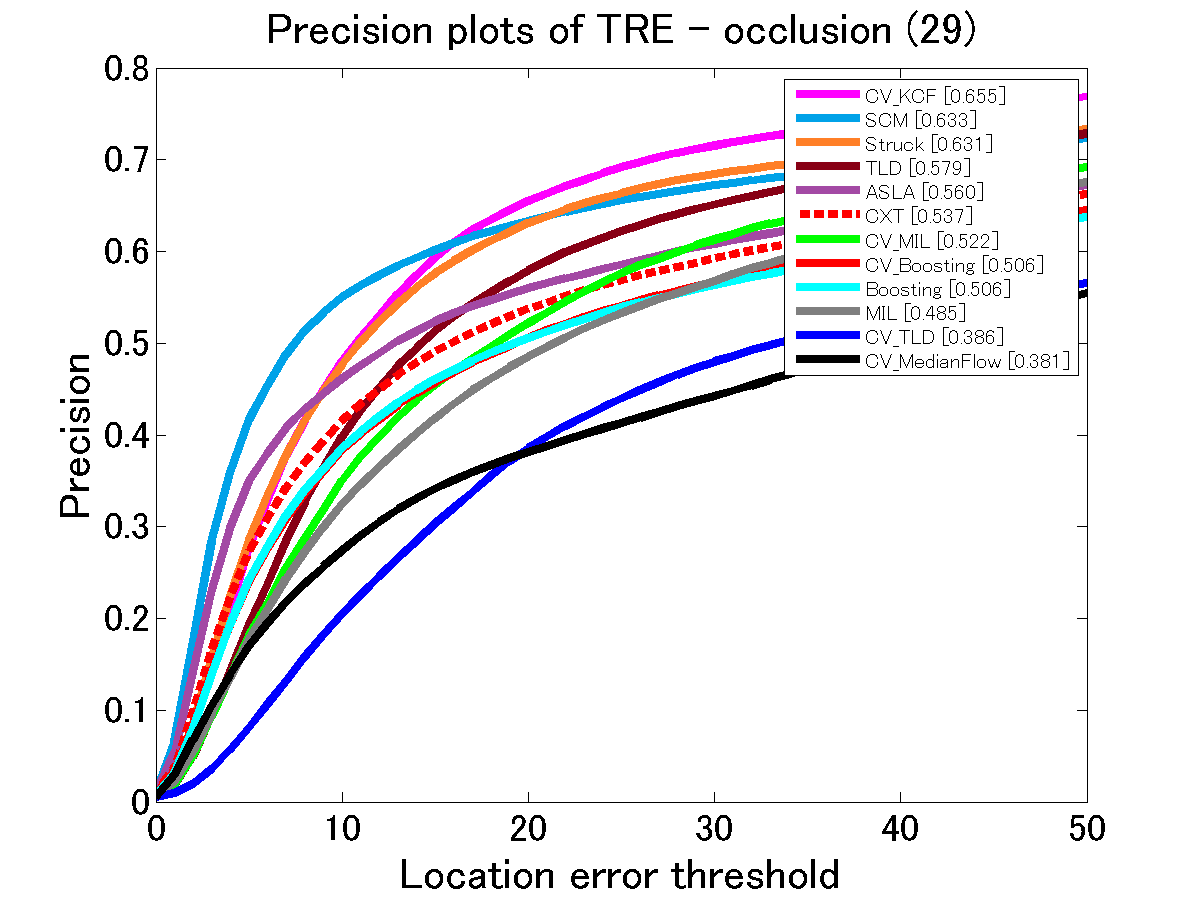 Precision plots of TRE - occlusion (29)
0.8
0.7
0.6
0.5
0.4
0.3
0.2
0.1
0
Precision
CV_KCF [0.655]
SCM [0.633]
Struck [0.631]
TLD [0.579]
ASLA [0.560]
CXT [0.537]
CV_MIL [0.522]
CV_Boosting [0.506]
Boosting [0.506]
MIL [0.485]
CV_TLD [0.386]
CV_MedianFlow [0.381]
0 10 20 30 40 50
Location error threshold